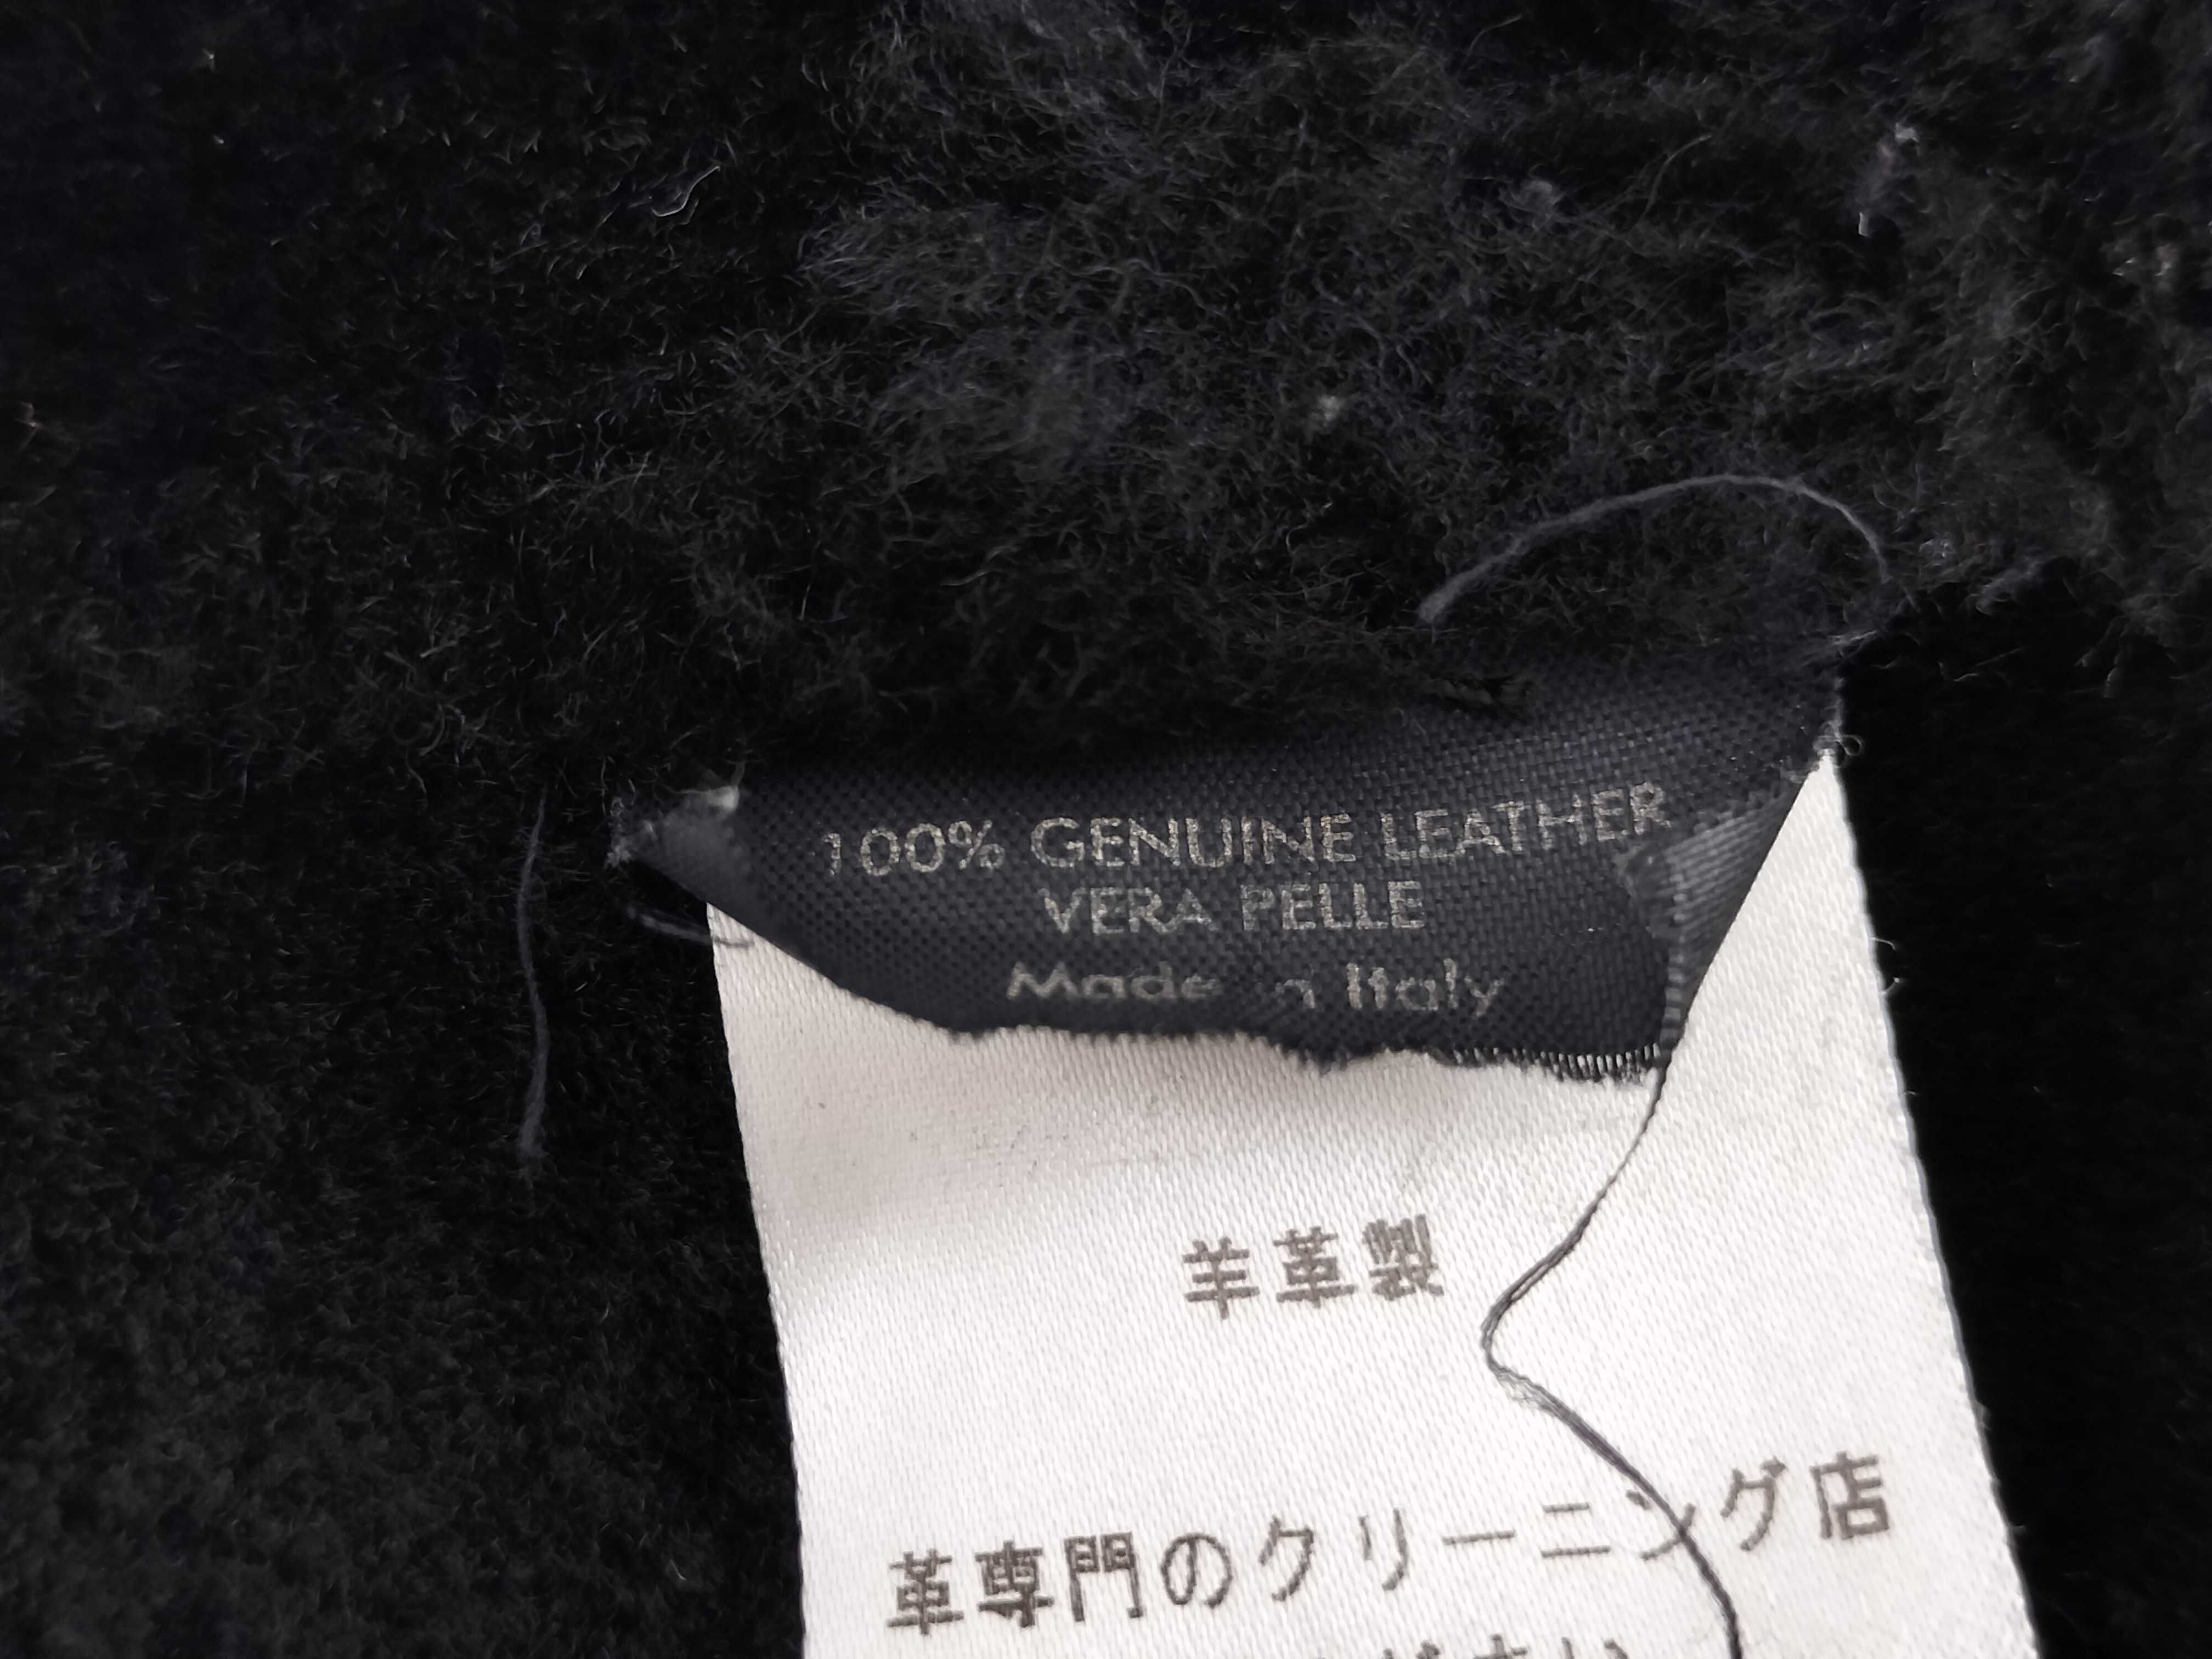 100% GENUINE LEATHER
VERA PELLE
Made in Italy
羊革製
革専門のクリーニング店